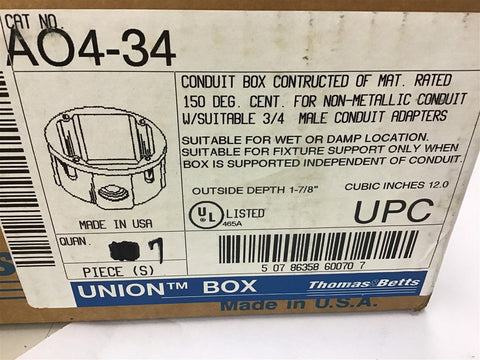 CAT NO.
AO4-34
CONDUIT BOX CONTRUCTED OF MAT. RATED
150 DEG. CENT. FOR NON-METALLIC CONDUIT
W/SUITABLE 3/4 MALE CONDUIT ADAPTERS
SUITABLE FOR WET OR DAMP LOCATION.
SUITABLE FOR FIXTURE SUPPORT ONLY WHEN
BOX IS SUPPORTED INDEPENDENT OF CONDUIT.
OUTSIDE DEPTH 1-7/8" CUBIC INCHES 12.0
MADE IN USA
UL LISTED
465A
UPC
QUAN. 7
PIECE (S)
5 07 86358 60070 7
UNION™ BOX Thomas & Betts
Made in U.S.A.